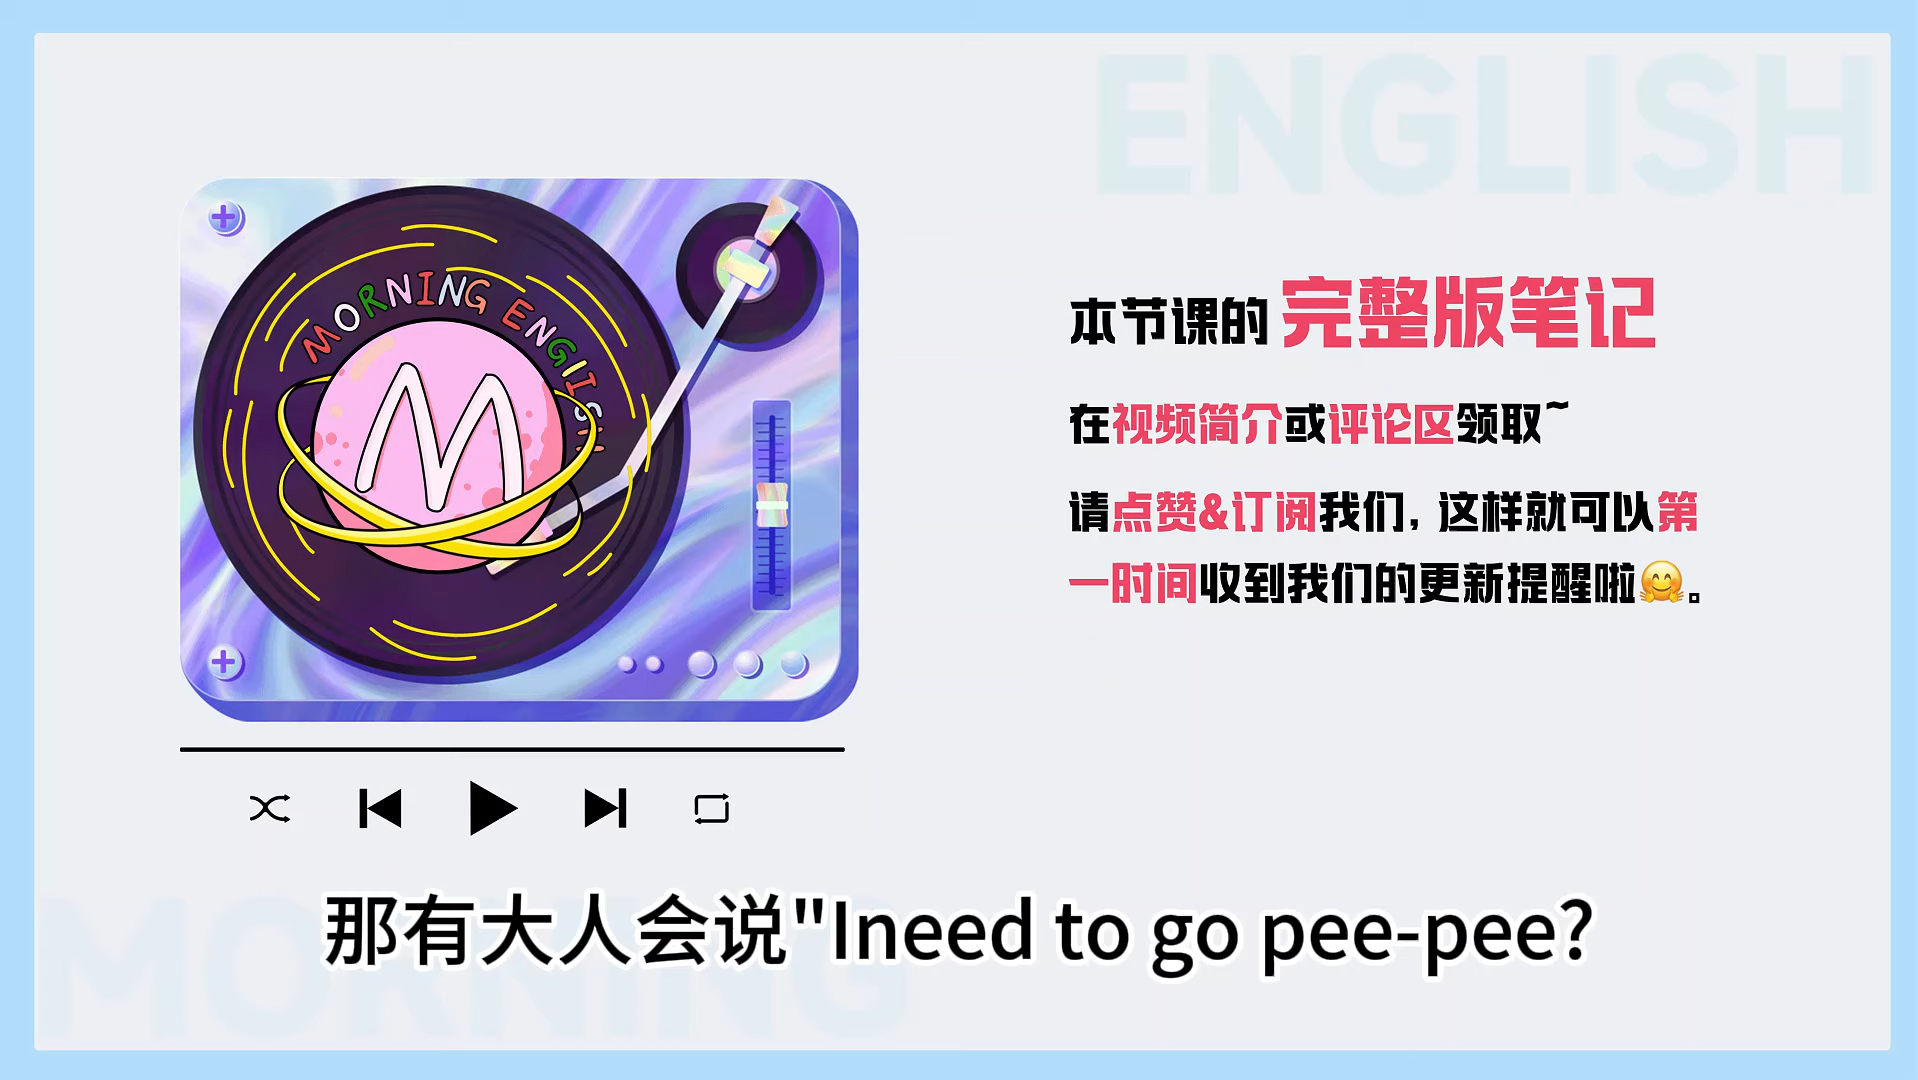 ENGLISH
MORNING ENGLISH
M
本节课的 完整版笔记
在视频简介或评论区领取~
请点赞&订阅我们, 这样就可以第
一时间收到我们的更新提醒啦🤗。
MORNING
那有大人会说"Ineed to go pee-pee?